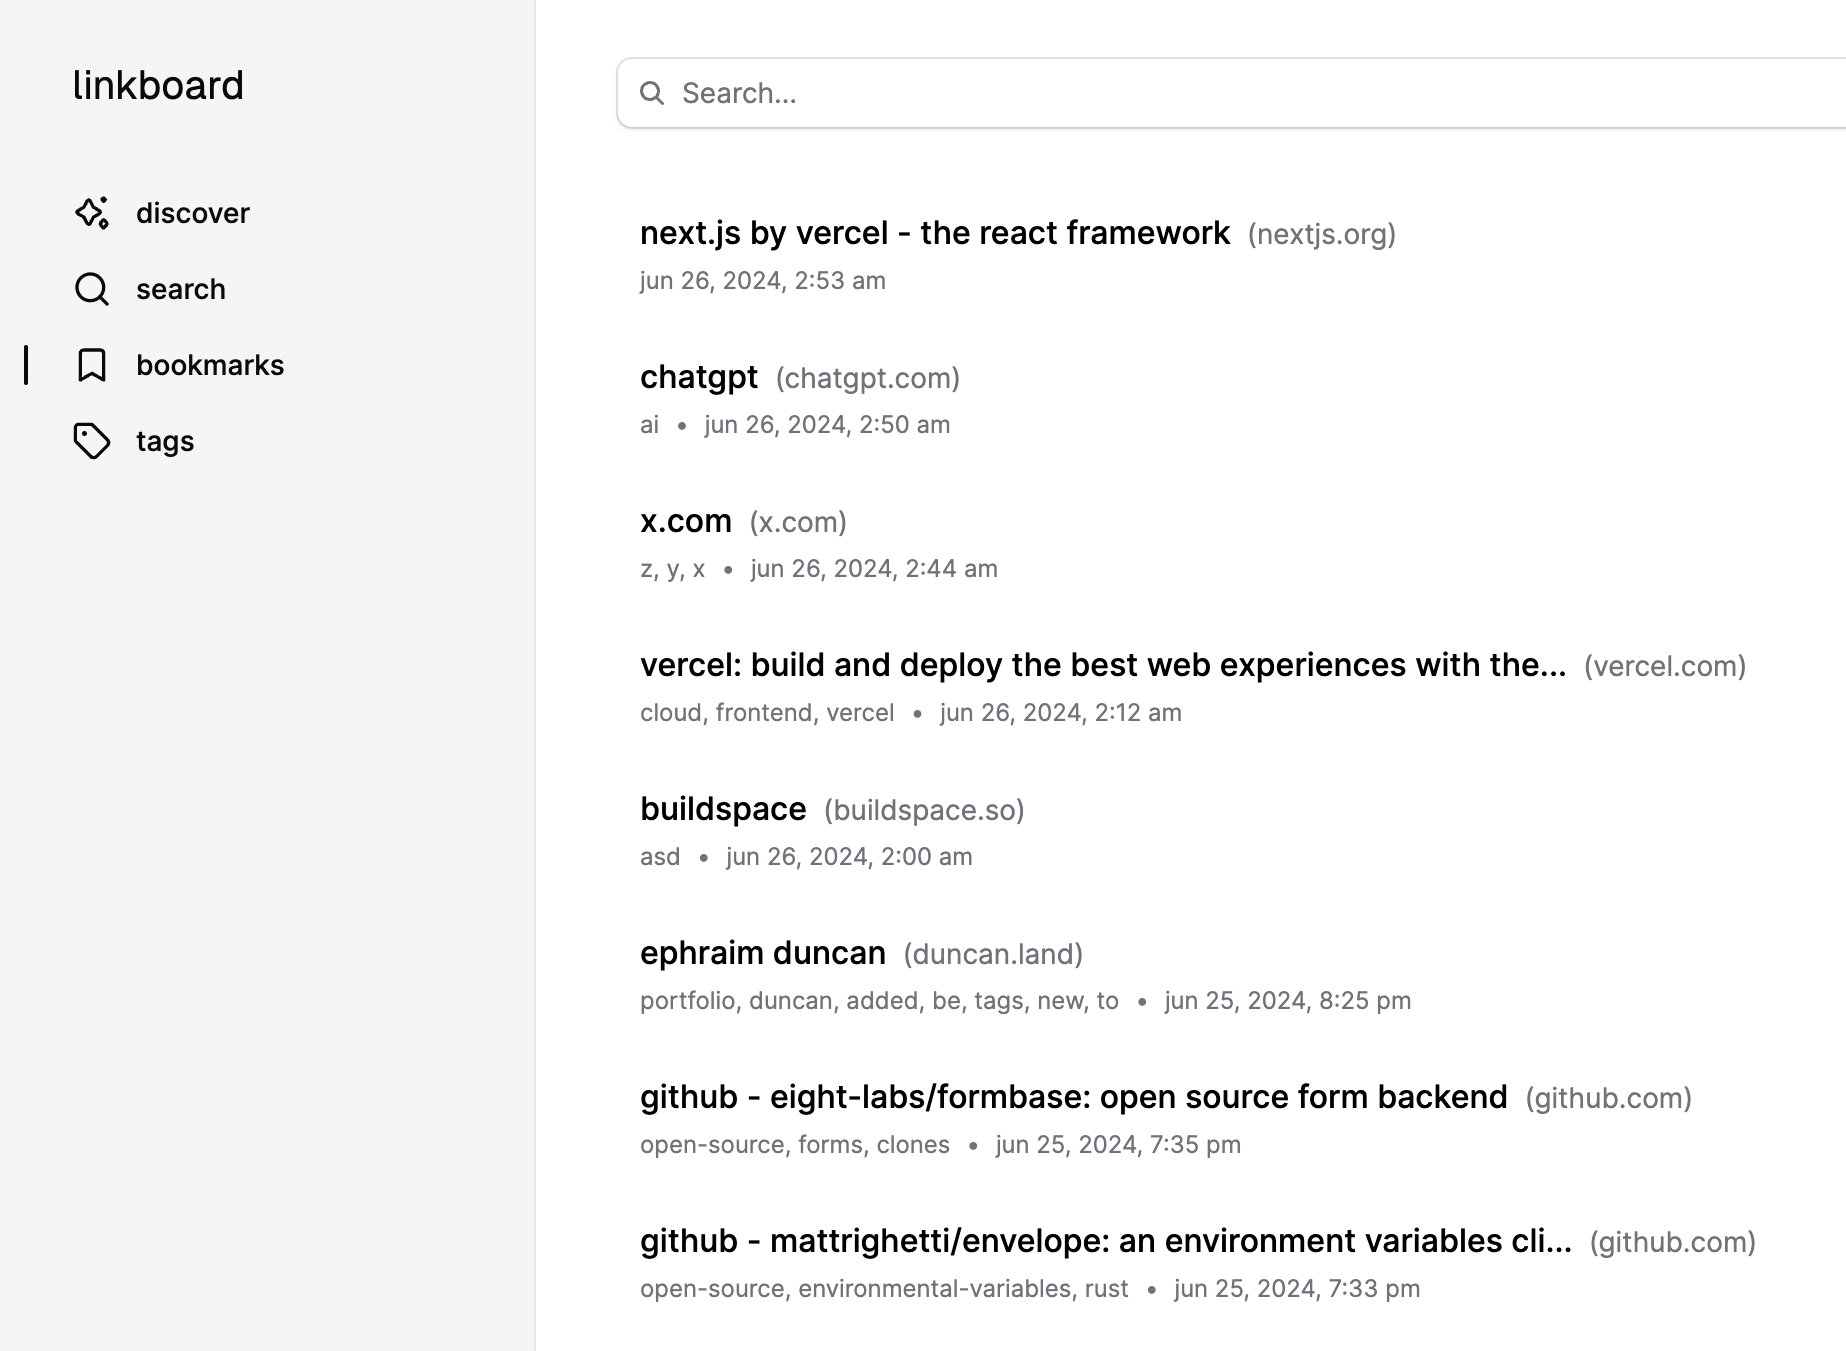 linkboard
discover
search
bookmarks
tags
Search...
next.js by vercel - the react framework (nextjs.org)
jun 26, 2024, 2:53 am
chatgpt (chatgpt.com)
ai • jun 26, 2024, 2:50 am
x.com (x.com)
z, y, x • jun 26, 2024, 2:44 am
vercel: build and deploy the best web experiences with the... (vercel.com)
cloud, frontend, vercel • jun 26, 2024, 2:12 am
buildspace (buildspace.so)
asd • jun 26, 2024, 2:00 am
ephraim duncan (duncan.land)
portfolio, duncan, added, be, tags, new, to • jun 25, 2024, 8:25 pm
github - eight-labs/formbase: open source form backend (github.com)
open-source, forms, clones • jun 25, 2024, 7:35 pm
github - mattrighetti/envelope: an environment variables cli... (github.com)
open-source, environmental-variables, rust • jun 25, 2024, 7:33 pm